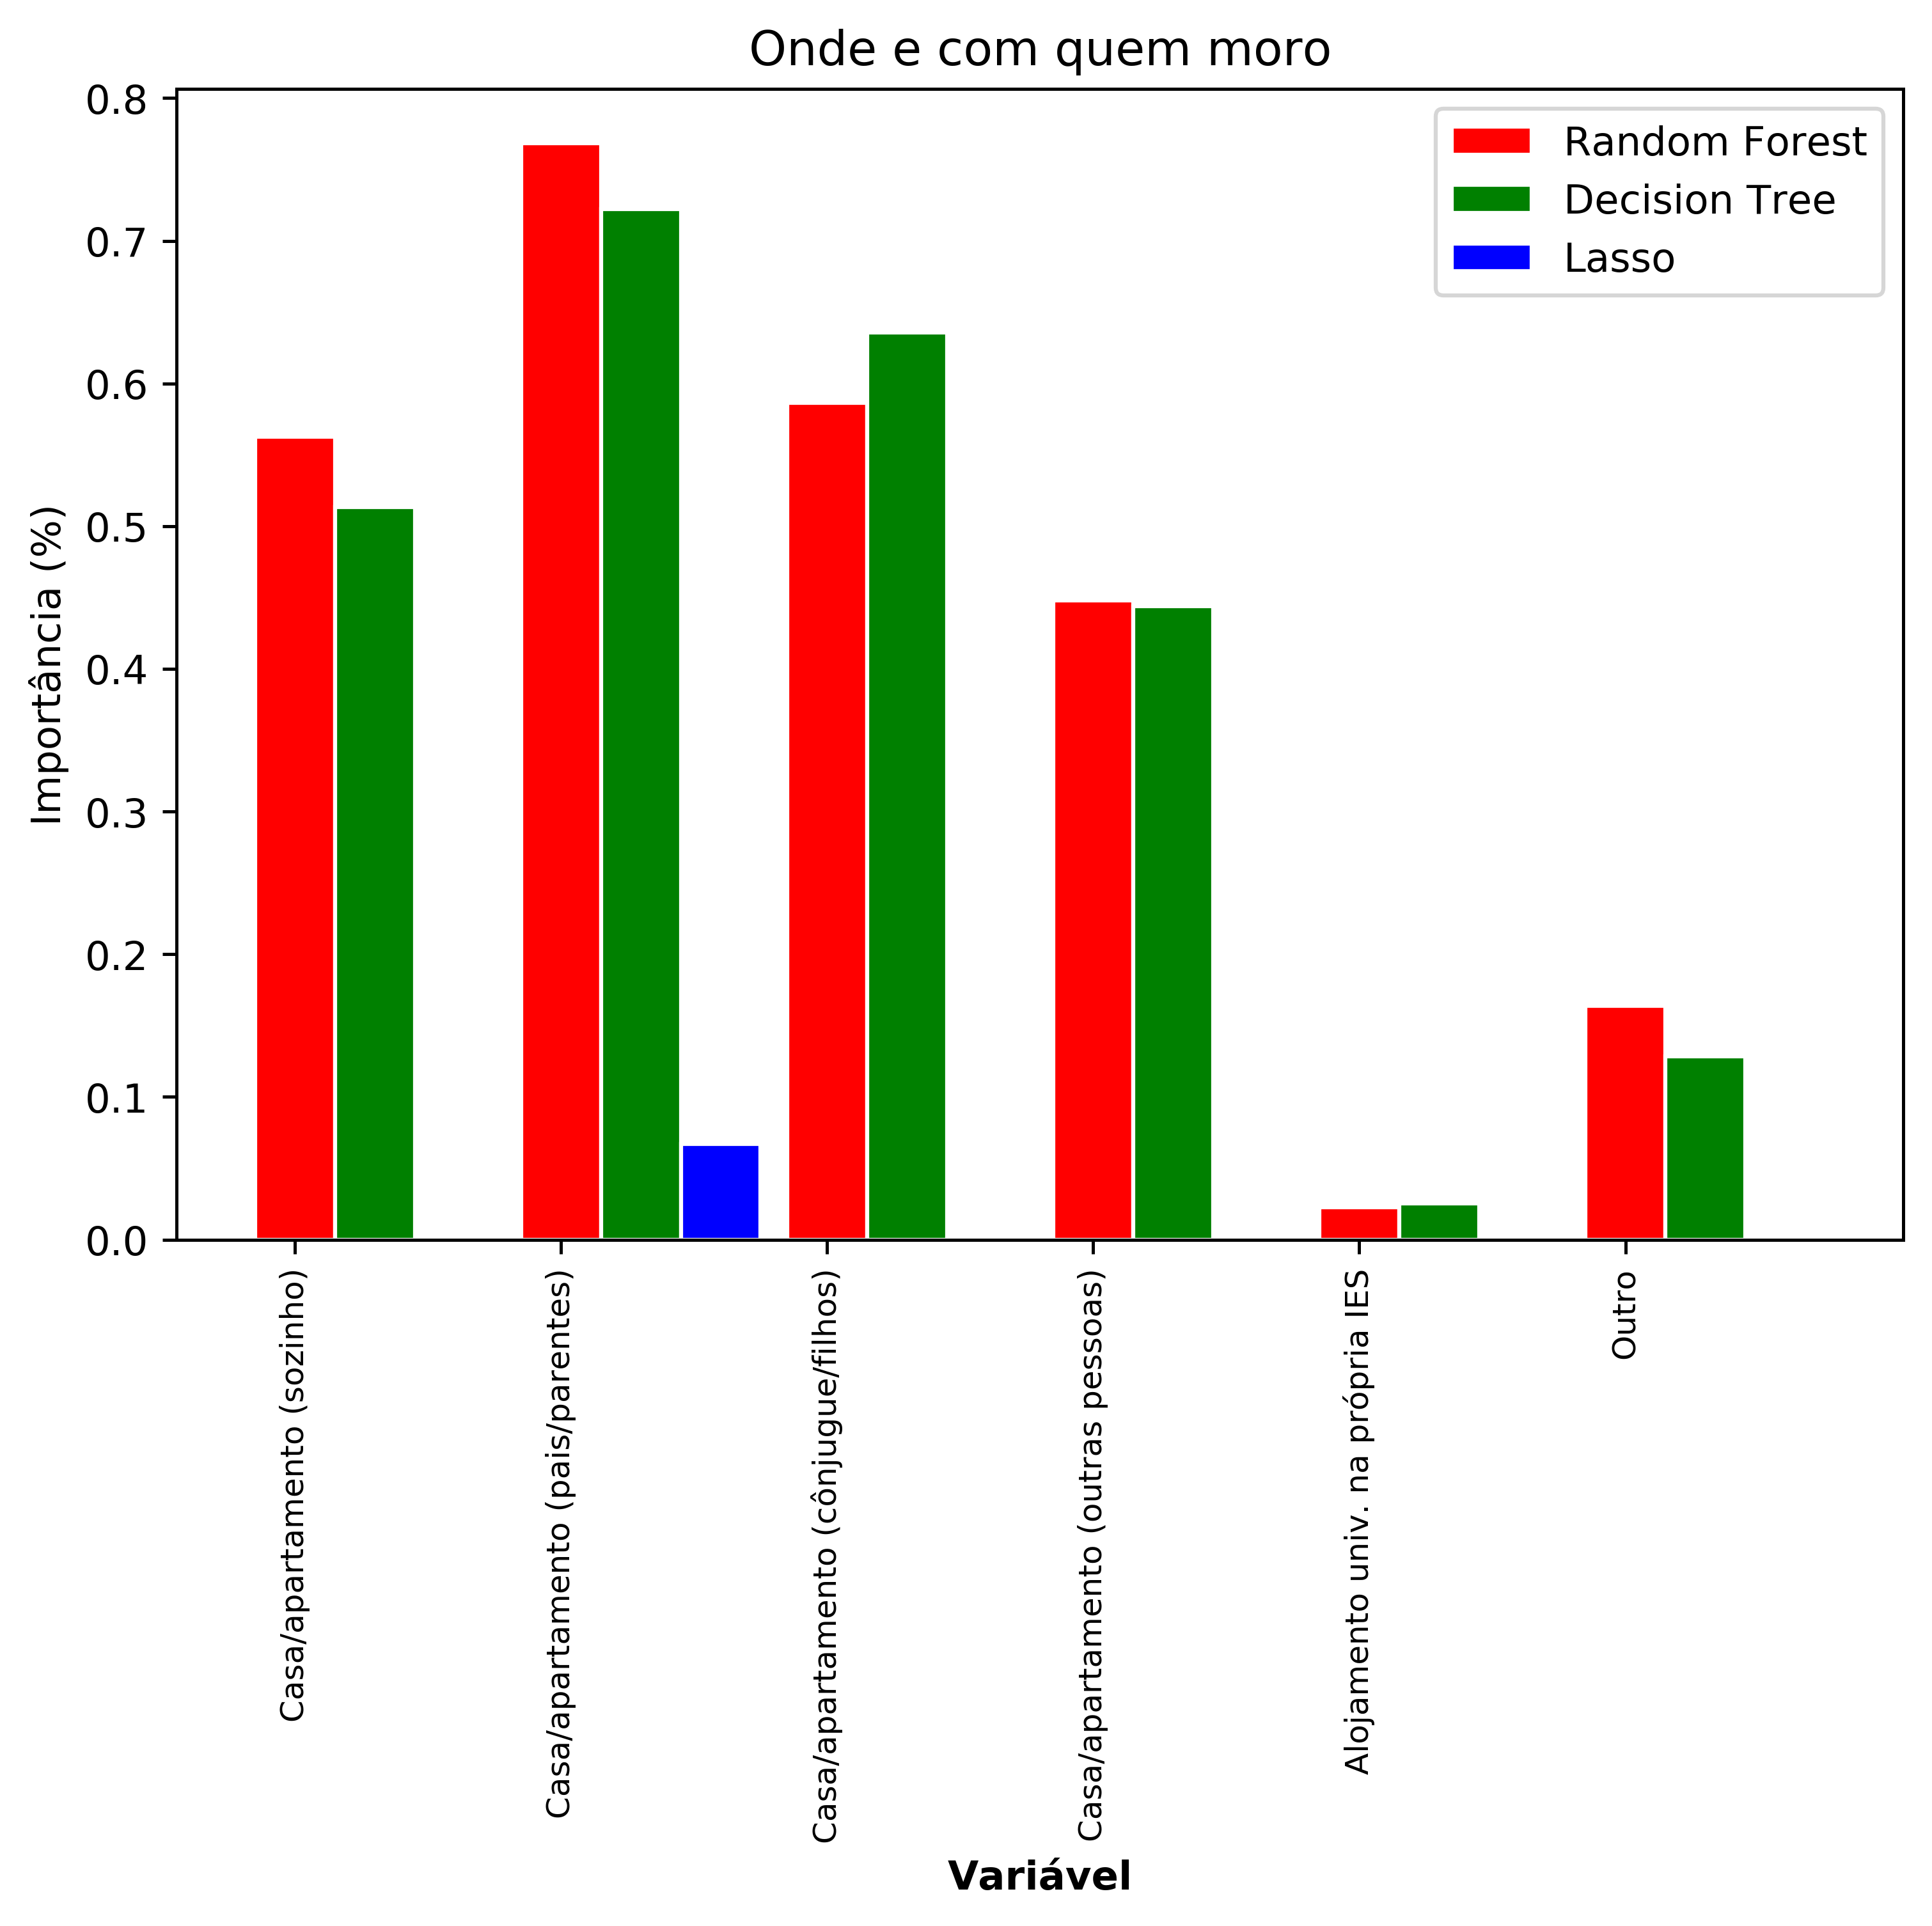 Onde e com quem moro
Random Forest
Decision Tree
Lasso
Importância (%)
0.8
0.7
0.6
0.5
0.4
0.3
0.2
0.1
0.0
Casa/apartamento (sozinho)
Casa/apartamento (pais/parentes)
Casa/apartamento (cônjugue/filhos)
Casa/apartamento (outras pessoas)
Alojamento univ. na própria IES
Outro
Variável